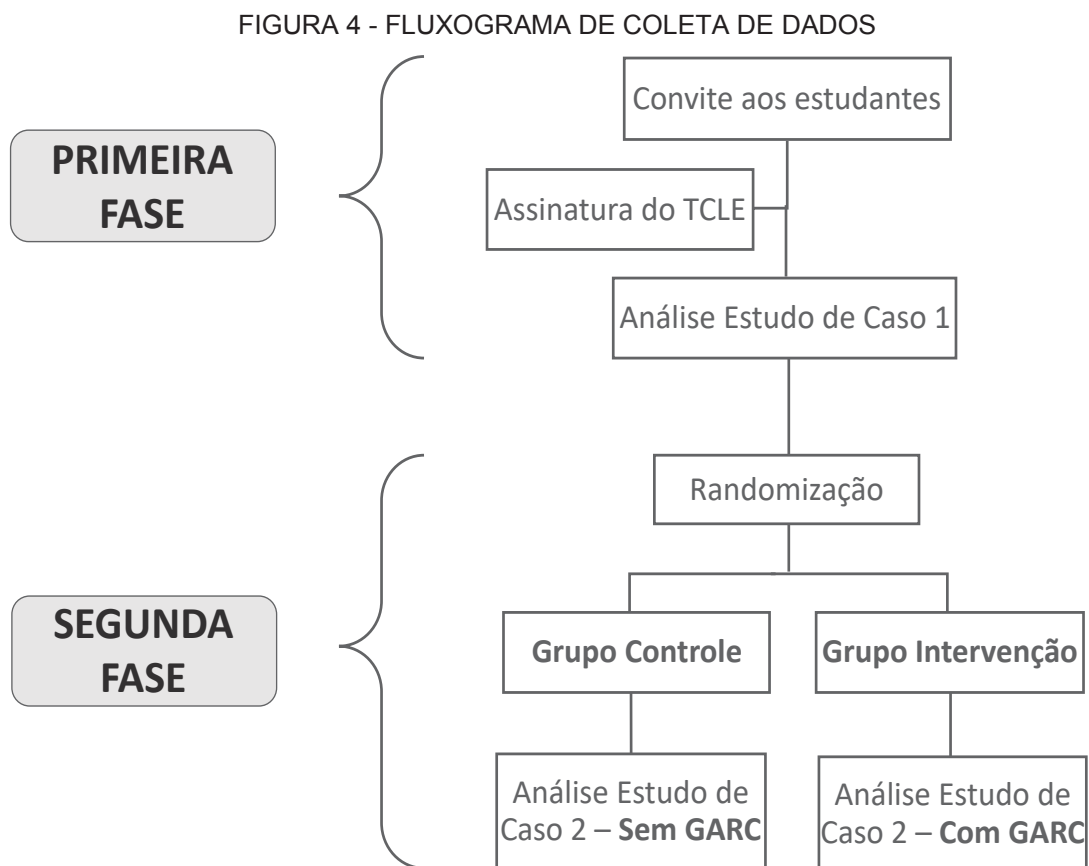 FIGURA 4 - FLUXOGRAMA DE COLETA DE DADOS
PRIMEIRA
FASE
Convite aos estudantes
Assinatura do TCLE
Análise Estudo de Caso 1
SEGUNDA
FASE
Randomização
Grupo Controle
Grupo Intervenção
Análise Estudo de
Caso 2 – Sem GARC
Análise Estudo de
Caso 2 – Com GARC